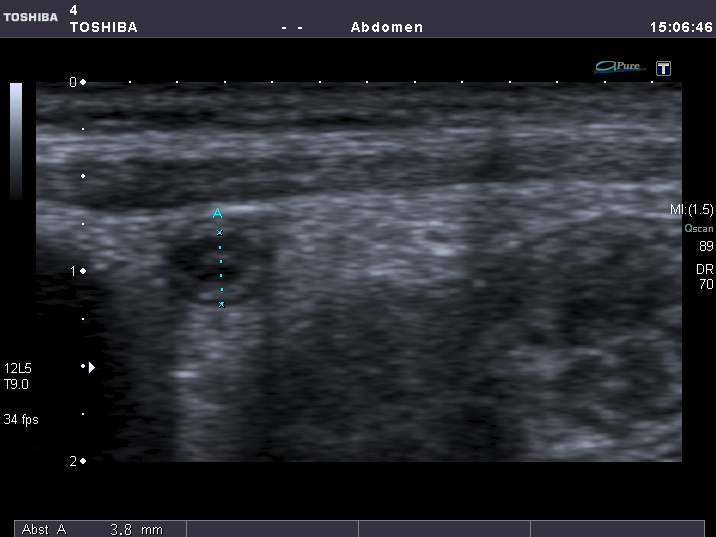 TOSHIBA
4
TOSHIBA - - Abdomen 15:06:46
aPure T
0
A
MI:(1.5)
Qscan
89
1
DR
70
12L5
T9.0
34 fps
2
Abst A 3.8 mm